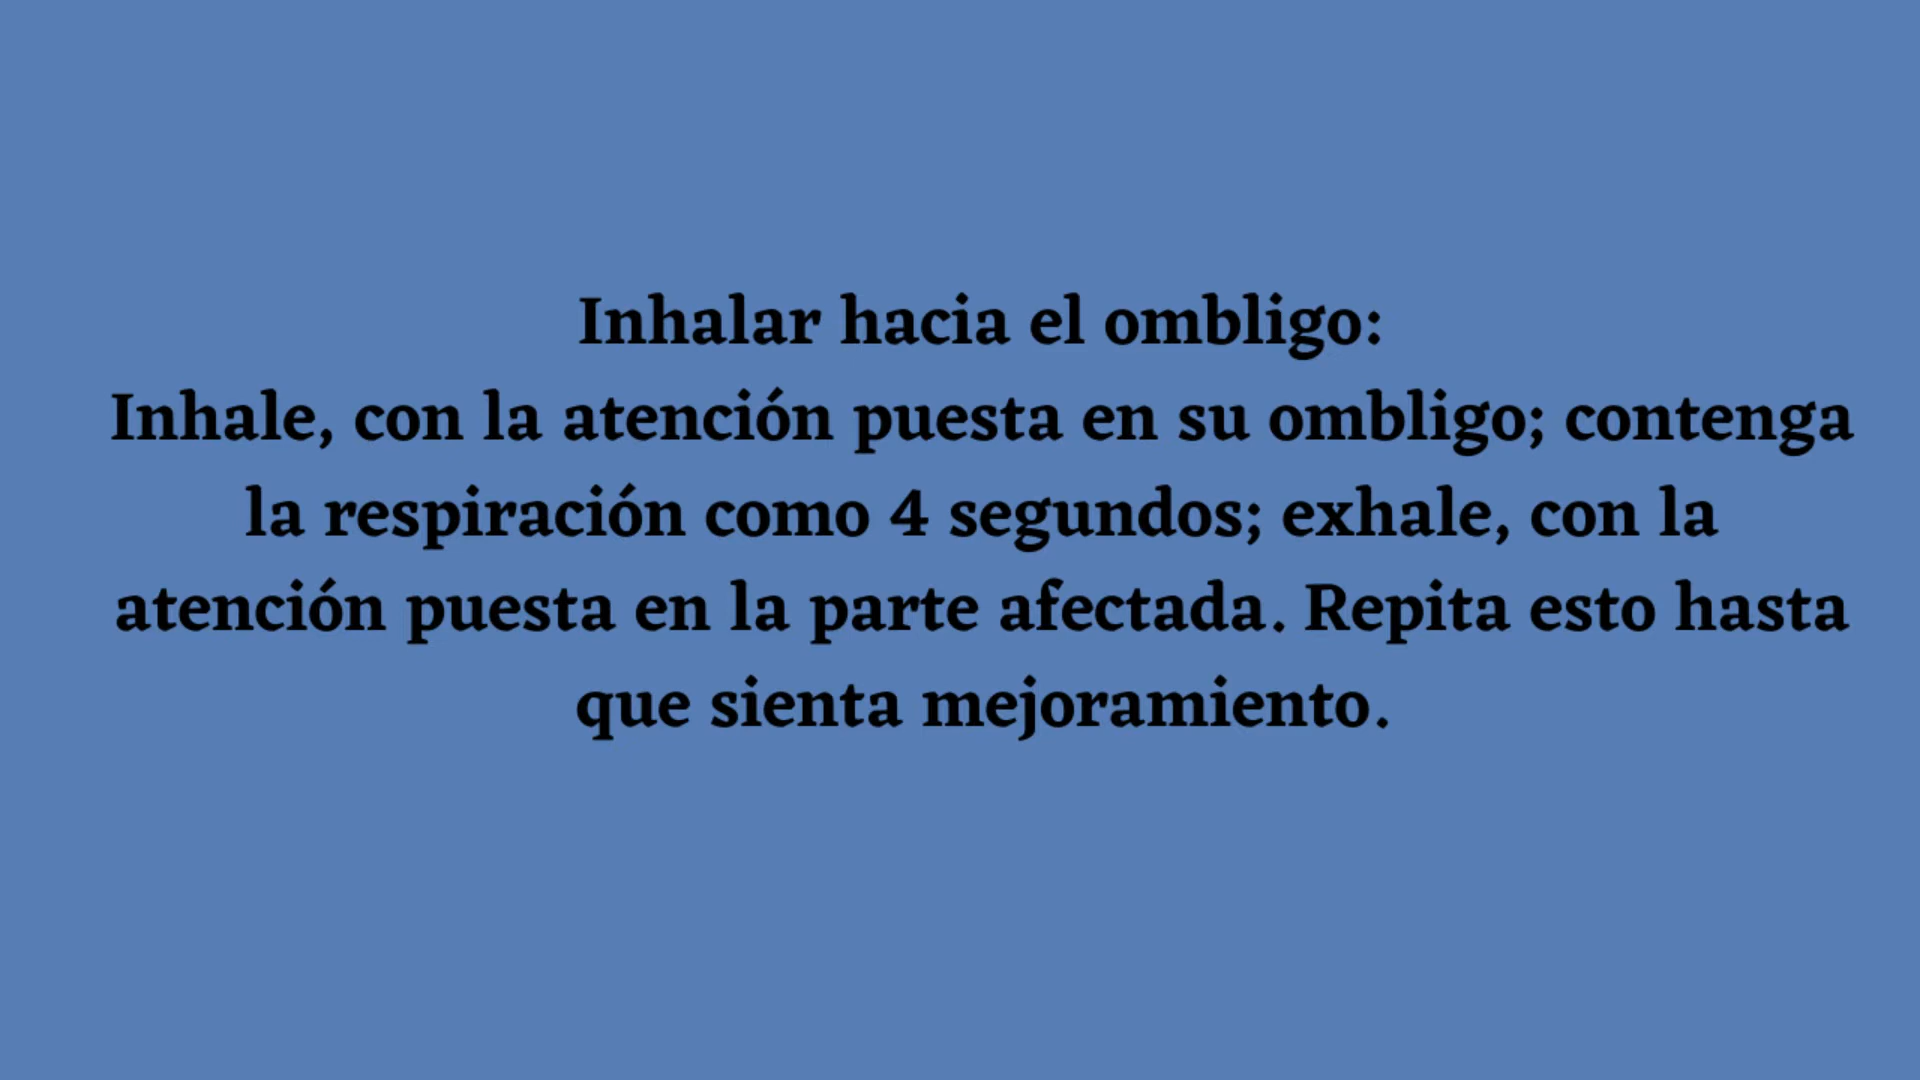 Inhalar hacia el ombligo:
Inhale, con la atención puesta en su ombligo; contenga
la respiración como 4 segundos; exhale, con la
atención puesta en la parte afectada. Repita esto hasta
que sienta mejoramiento.